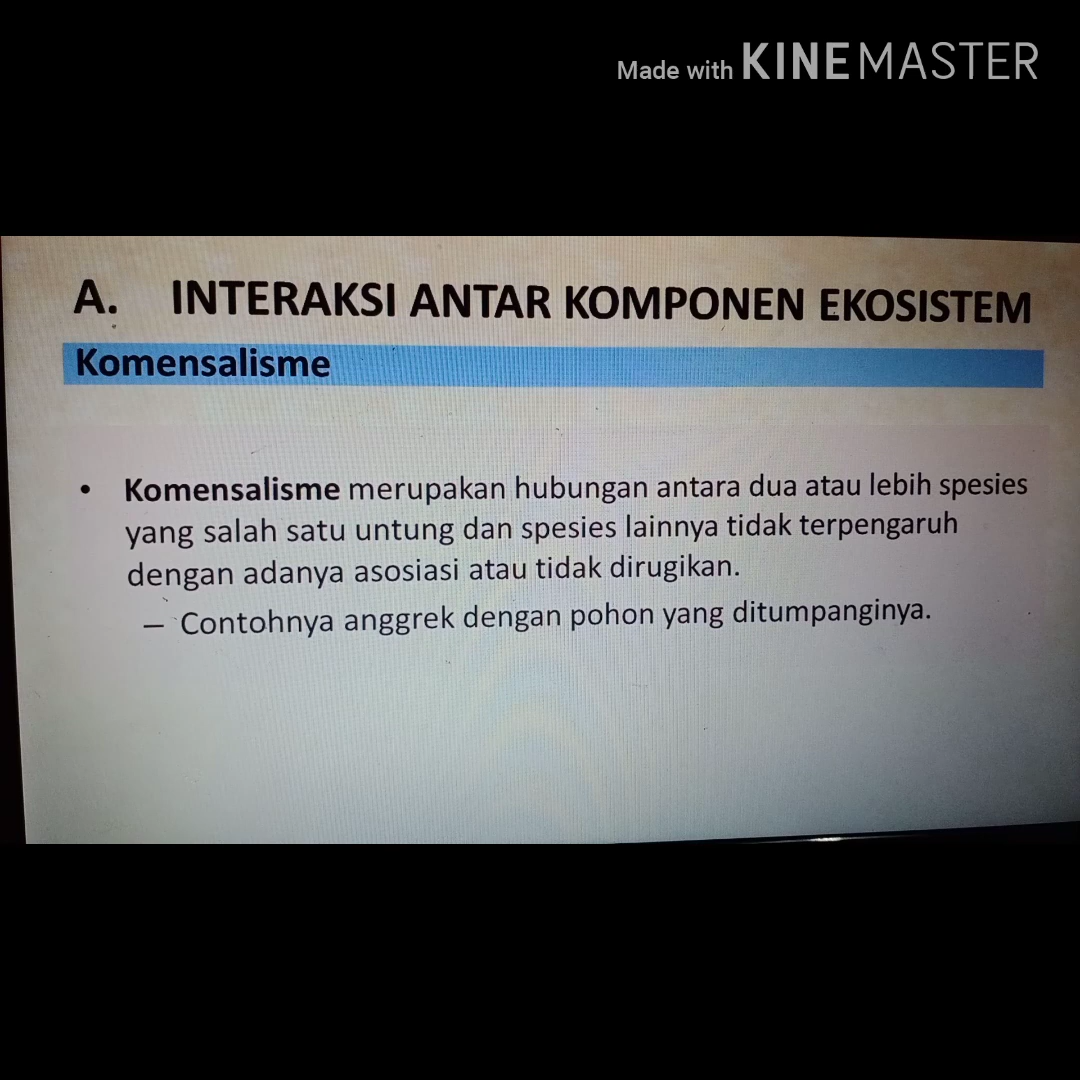 Made with KINEMASTER
A. INTERAKSI ANTAR KOMPONEN EKOSISTEM
Komensalisme
• Komensalisme merupakan hubungan antara dua atau lebih spesies
yang salah satu untung dan spesies lainnya tidak terpengaruh
dengan adanya asosiasi atau tidak dirugikan.
– Contohnya anggrek dengan pohon yang ditumpanginya.